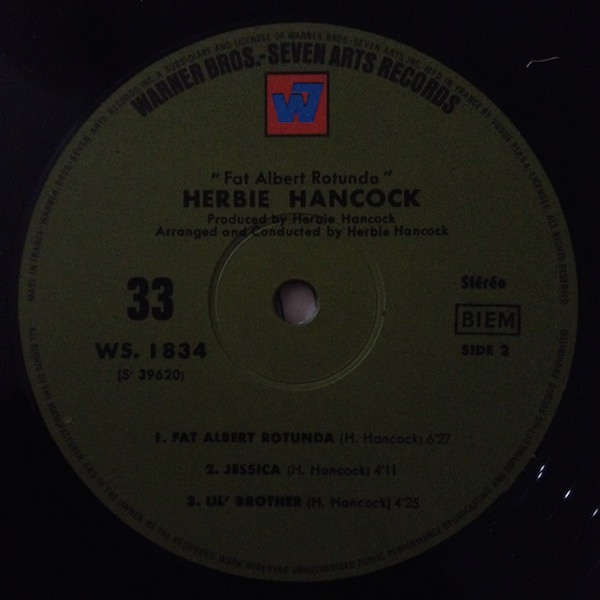 WARNER BROS.-SEVEN ARTS RECORDS
W7
"Fat Albert Rotunda"
HERBIE HANCOCK
Produced by Herbie Hancock
Arranged and Conducted by Herbie Hancock
33
Stéréo
BIEM
WS. 1834
SIDE 2
(S' 39620)
1. FAT ALBERT ROTUNDA (H. Hancock) 6'27
2. JESSICA (H. Hancock) 4'11
3. LIL' BROTHER (H. Hancock) 4'25